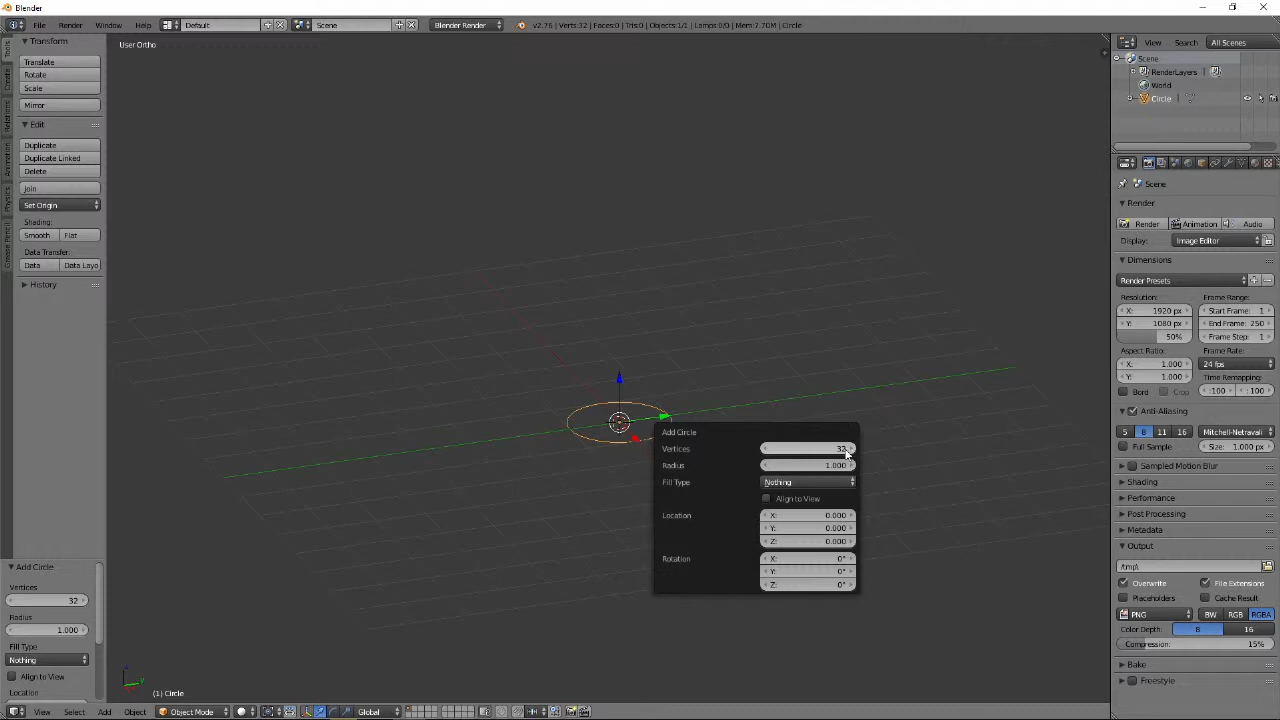 Blender
File Render Window Help Default Scene Blender Render v2.76 | Verts:32 | Faces:0 | Tris:0 | Objects:1/1 | Lamps:0/0 | Mem:7.70M | Circle
View Search All Scenes
User Ortho
Transform
Translate
Rotate
Scale
Mirror
Edit
Duplicate
Duplicate Linked
Delete
Join
Set Origin
Shading:
Smooth Flat
Data Transfer:
Data Data Layo
History
Tools
Create
Relations
Animation
Physics
Grease Pencil
Add Circle
Vertices
32
Radius
1.000
Fill Type
Nothing
Align to View
Location
Add Circle
Vertices 32
Radius 1.000
Fill Type Nothing
Align to View
Location X: 0.000
Y: 0.000
Z: 0.000
Rotation X: 0°
Y: 0°
Z: 0°
(1) Circle
View Select Add Object Object Mode Global
Scene
RenderLayers
World
Circle
Scene
Render
Render Animation Audio
Display: Image Editor
Dimensions
Render Presets
Resolution: Frame Range:
X: 1920 px Start Frame: 1
Y: 1080 px End Frame: 250
50% Frame Step: 1
Aspect Ratio: Frame Rate:
X: 1.000 24 fps
Y: 1.000 Time Remapping:
Bord Crop :100 : 100
Anti-Aliasing
5 8 11 16 Mitchell-Netravali
Full Sample Size: 1.000 px
Sampled Motion Blur
Shading
Performance
Post Processing
Metadata
Output
/tmp\
Overwrite File Extensions
Placeholders Cache Result
PNG BW RGB RGBA
Color Depth: 8 16
Compression: 15%
Bake
Freestyle